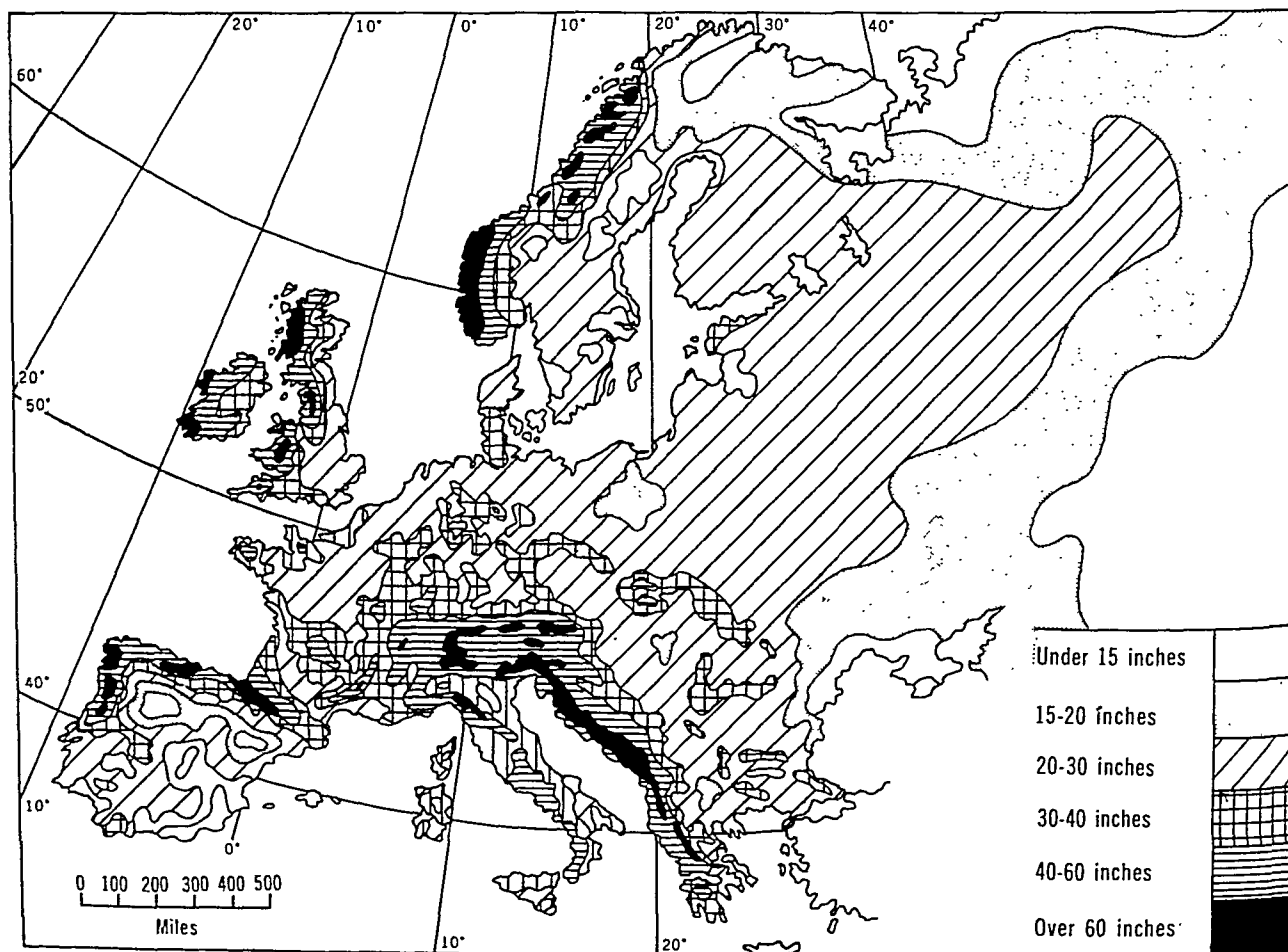 20° 10° 0° 10° 20° 30° 40°
60°
20°
50°
40°
10°
0°
0 100 200 300 400 500
Miles
10° 20°
Under 15 inches
15-20 inches
20-30 inches
30-40 inches
40-60 inches
Over 60 inches